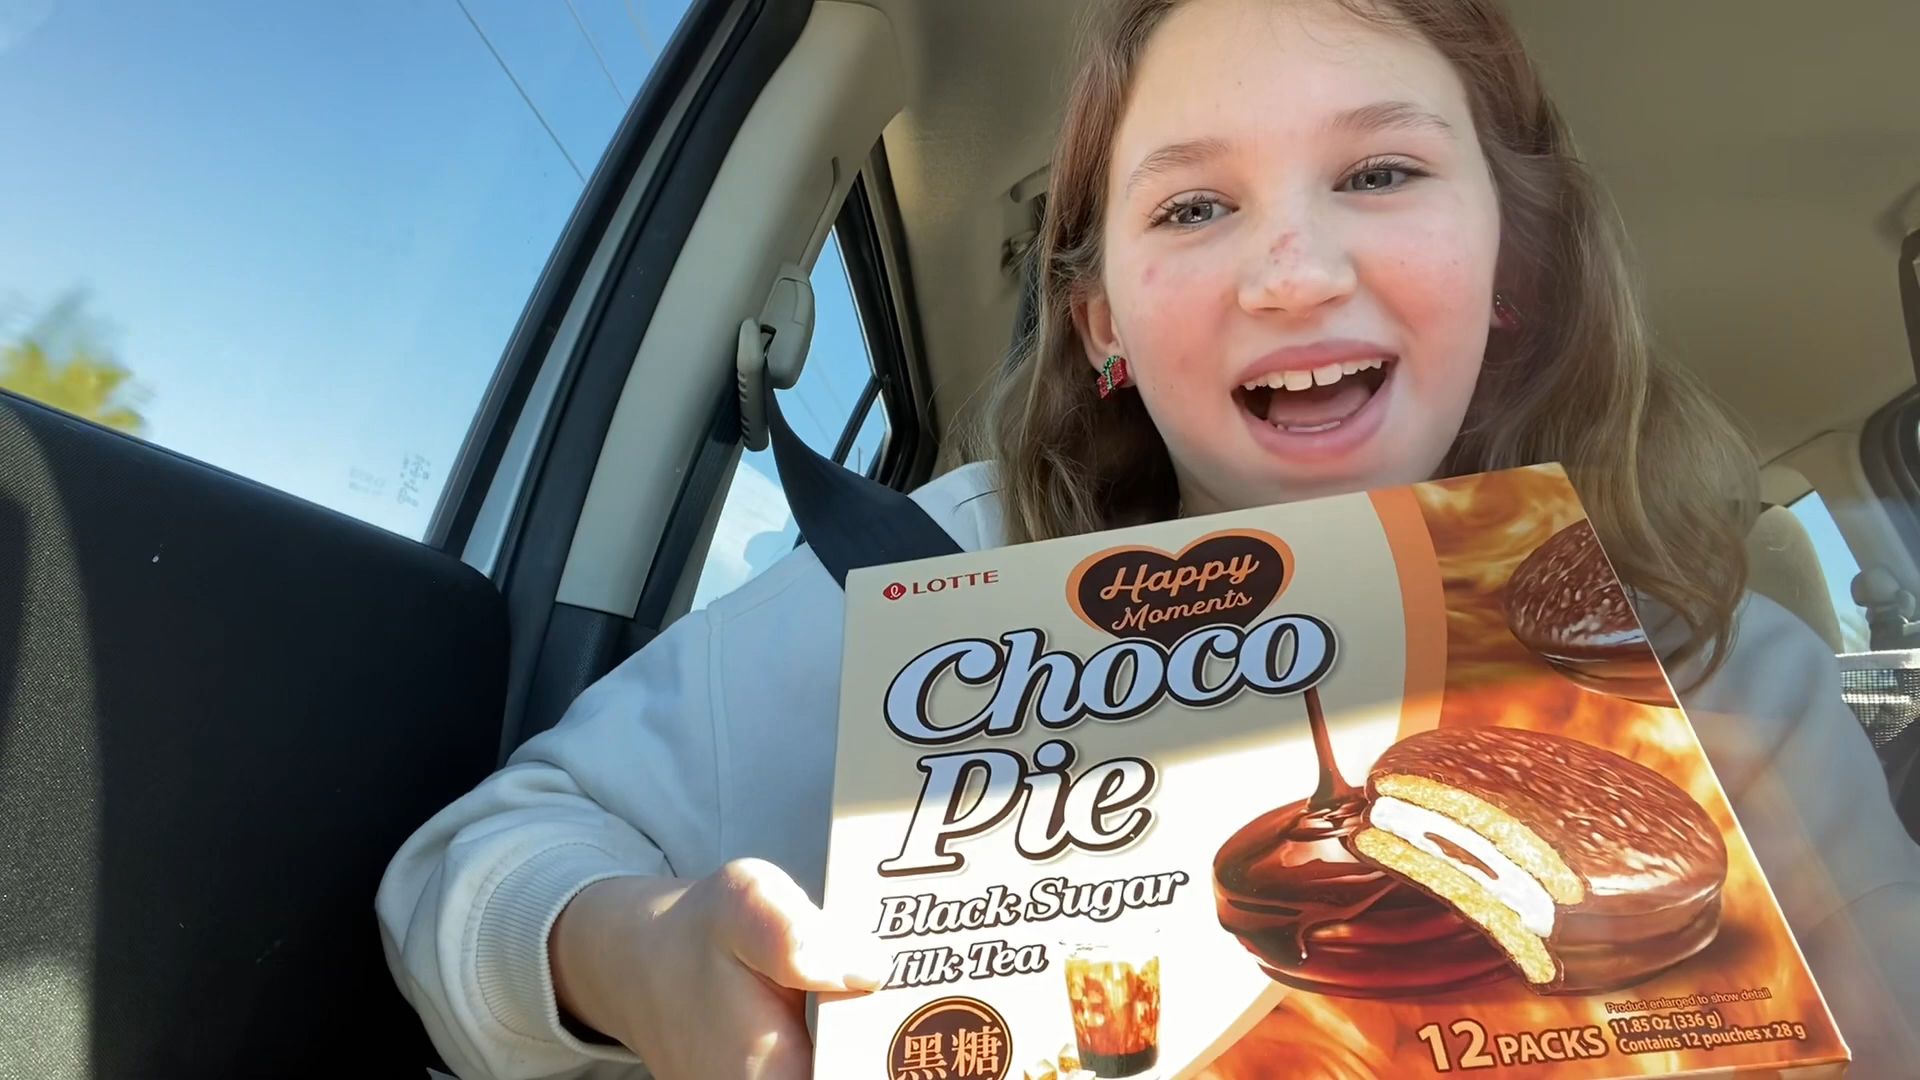 LOTTE
Happy
Moments
Choco
Pie
Black Sugar
Milk Tea
黑糖
Product enlarged to show detail
12 PACKS
11.85 Oz (336 g)
Contains 12 pouches x 28 g